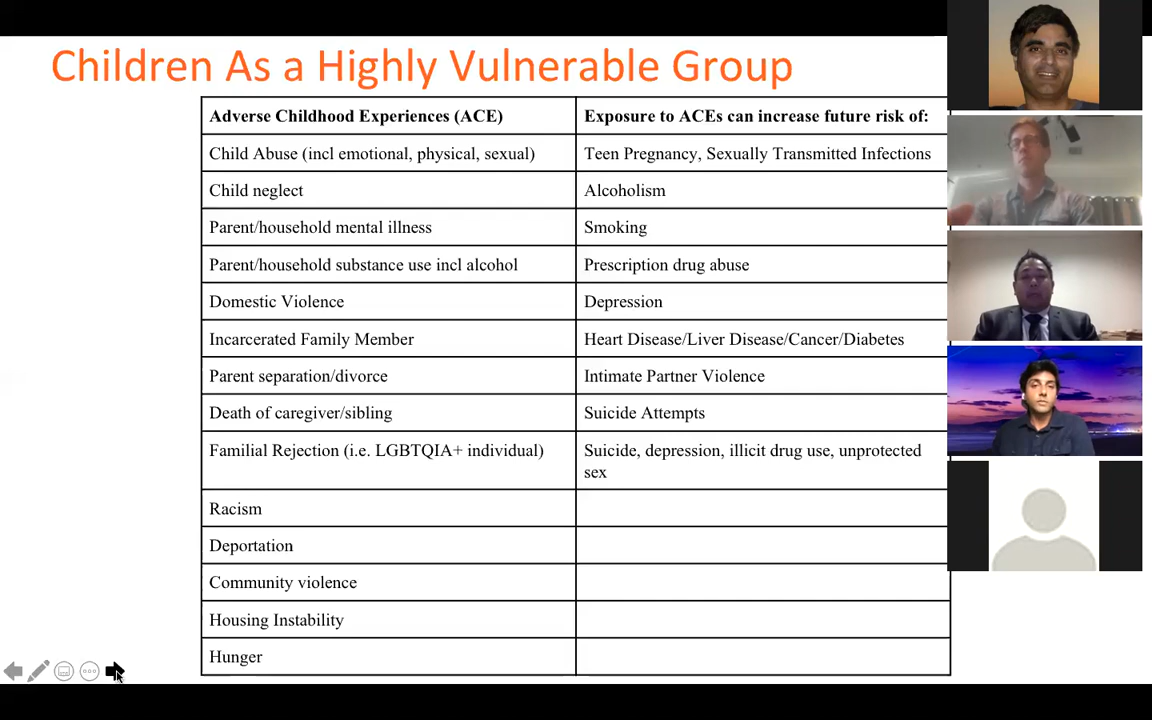 Children As a Highly Vulnerable Group
Adverse Childhood Experiences (ACE)
Exposure to ACEs can increase future risk of:
Child Abuse (incl emotional, physical, sexual)
Teen Pregnancy, Sexually Transmitted Infections
Child neglect
Alcoholism
Parent/household mental illness
Smoking
Parent/household substance use incl alcohol
Prescription drug abuse
Domestic Violence
Depression
Incarcerated Family Member
Heart Disease/Liver Disease/Cancer/Diabetes
Parent separation/divorce
Intimate Partner Violence
Death of caregiver/sibling
Suicide Attempts
Familial Rejection (i.e. LGBTQIA+ individual)
Suicide, depression, illicit drug use, unprotected
sex
Racism
Deportation
Community violence
Housing Instability
Hunger